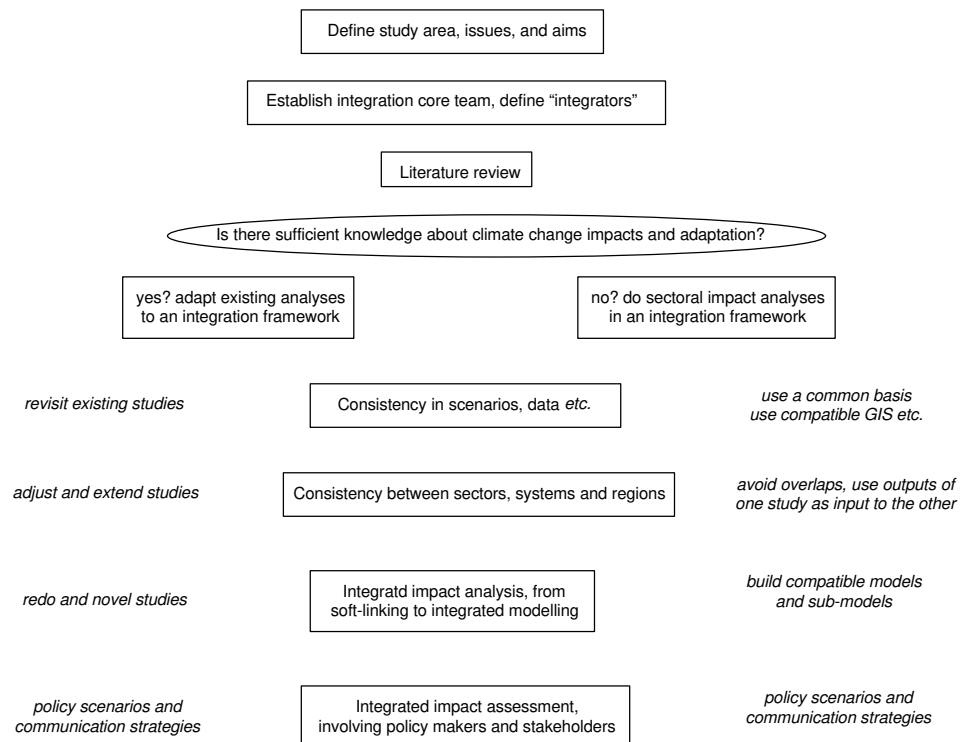 Define study area, issues, and aims
Establish integration core team, define “integrators”
Literature review
Is there sufficient knowledge about climate change impacts and adaptation?
yes? adapt existing analyses
to an integration framework
no? do sectoral impact analyses
in an integration framework
revisit existing studies
Consistency in scenarios, data etc.
use a common basis
use compatible GIS etc.
adjust and extend studies
Consistency between sectors, systems and regions
avoid overlaps, use outputs of
one study as input to the other
redo and novel studies
Integratd impact analysis, from
soft-linking to integrated modelling
build compatible models
and sub-models
policy scenarios and
communication strategies
Integrated impact assessment,
involving policy makers and stakeholders
policy scenarios and
communication strategies